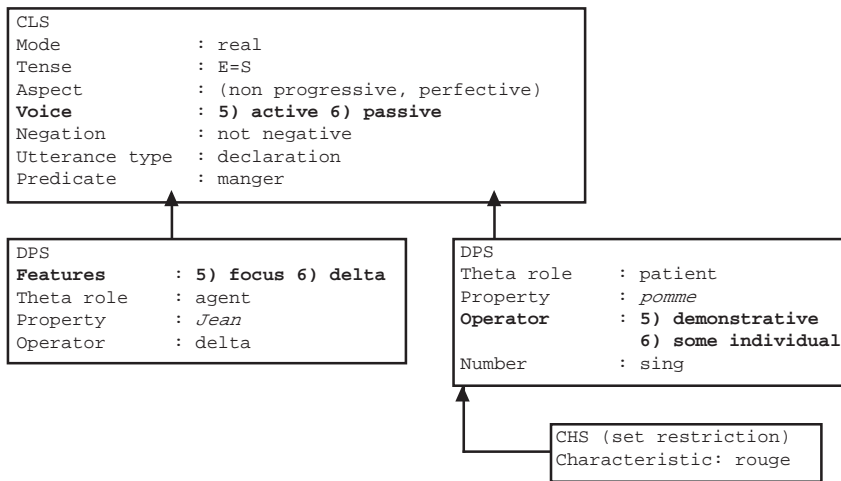 CLS
Mode : real
Tense : E=S
Aspect : (non progressive, perfective)
Voice : 5) active 6) passive
Negation : not negative
Utterance type : declaration
Predicate : manger
DPS
Features : 5) focus 6) delta
Theta role : agent
Property : Jean
Operator : delta
DPS
Theta role : patient
Property : pomme
Operator : 5) demonstrative
6) some individual
Number : sing
CHS (set restriction)
Characteristic: rouge